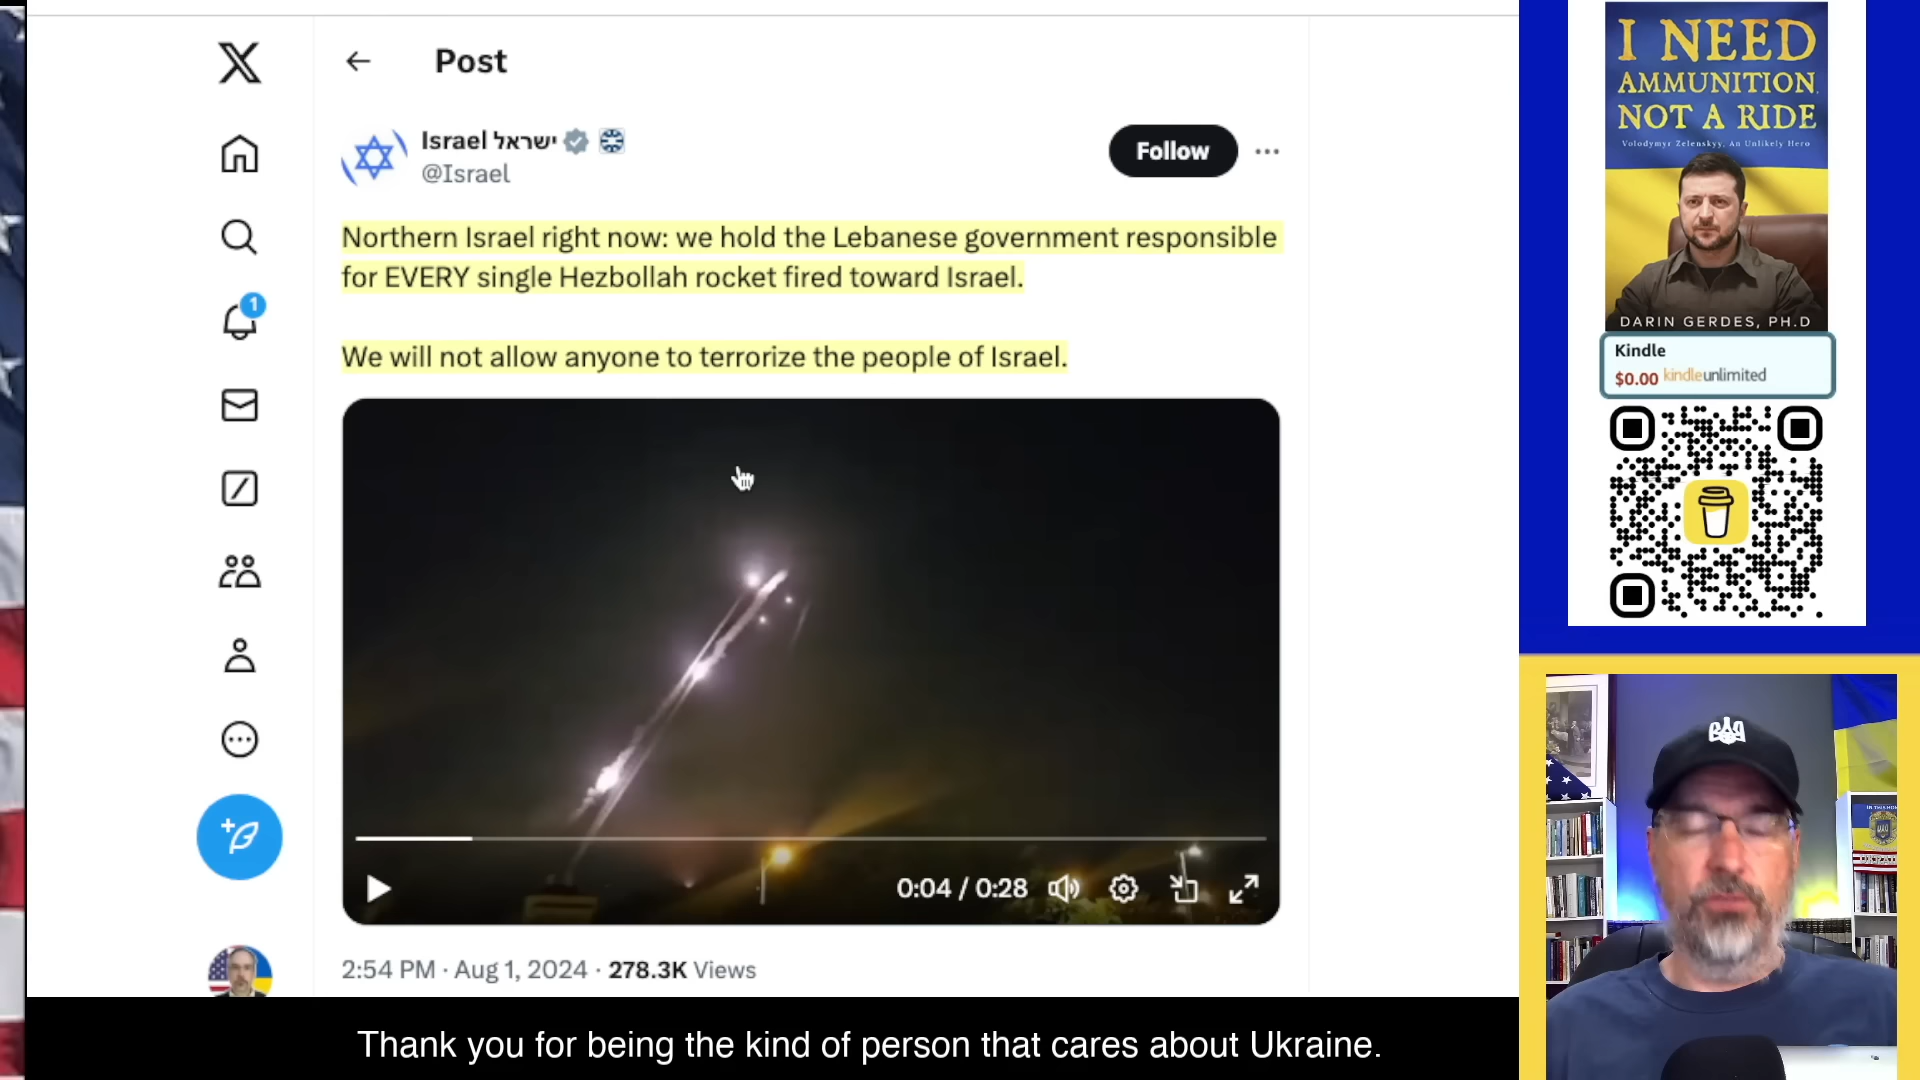 Post
Israel ישראל
@Israel
Follow
Northern Israel right now: we hold the Lebanese government responsible
for EVERY single Hezbollah rocket fired toward Israel.
We will not allow anyone to terrorize the people of Israel.
0:04 / 0:28
2:54 PM · Aug 1, 2024 · 278.3K Views
1
Thank you for being the kind of person that cares about Ukraine.
I NEED
AMMUNITION,
NOT A RIDE
Volodymyr Zelenskyy, An Unlikely Hero
DARIN GERDES, PH.D
Kindle
$0.00 kindleunlimited